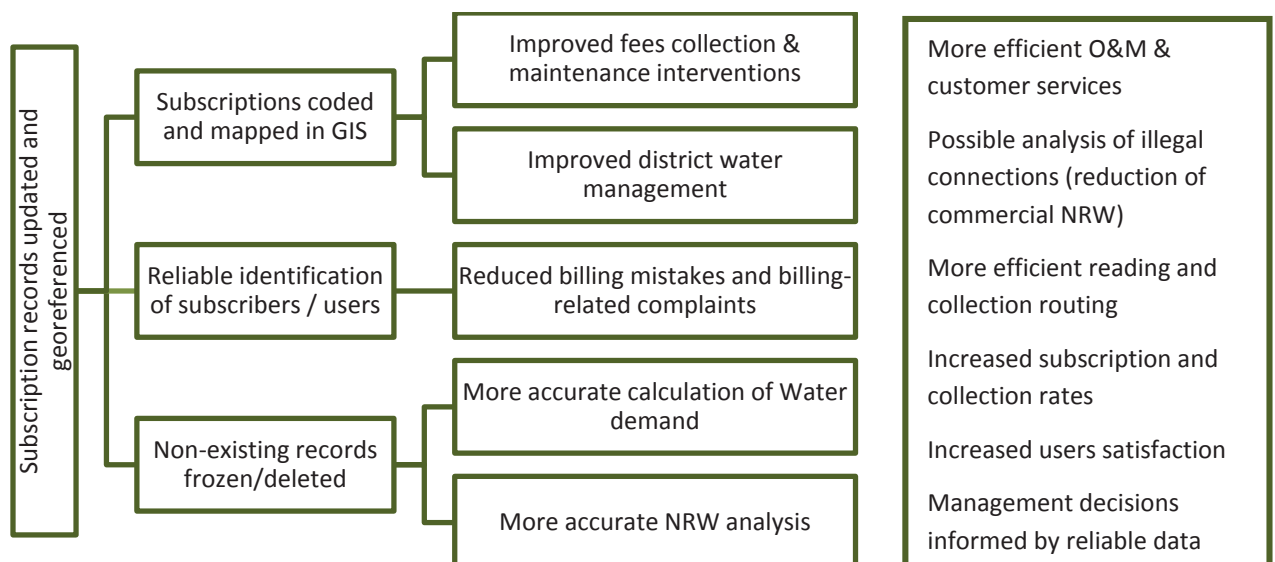 Subscription records updated and
georeferenced
Subscriptions coded
and mapped in GIS
Improved fees collection &
maintenance interventions
Improved district water
management
Reliable identification
of subscribers / users
Reduced billing mistakes and billing-
related complaints
Non-existing records
frozen/deleted
More accurate calculation of Water
demand
More accurate NRW analysis
More efficient O&M &
customer services
Possible analysis of illegal
connections (reduction of
commercial NRW)
More efficient reading and
collection routing
Increased subscription and
collection rates
Increased users satisfaction
Management decisions
informed by reliable data